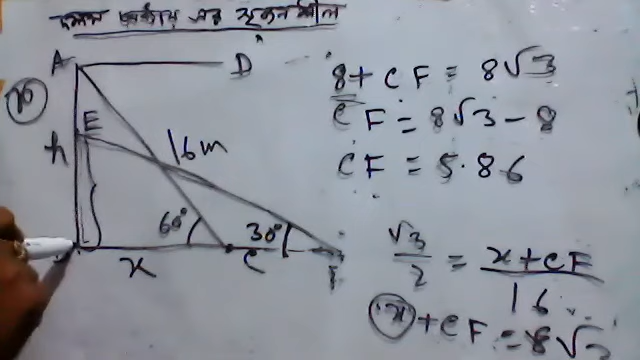 A D
E
h
16m
60°
30°
x
C
F
8 + CF = 8√3
CF = 8√3 - 8
CF = 5.86
√3/2 = x+CF/16
x + CF = 8√3